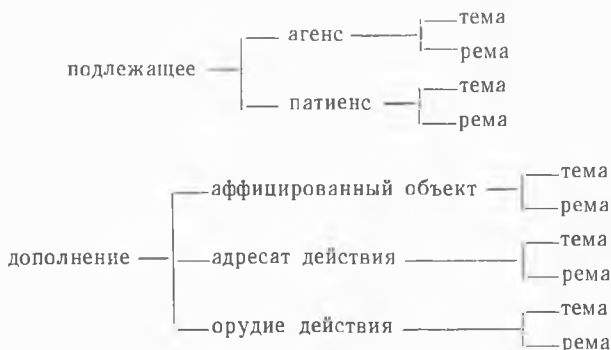 тема
агенс
рема
подлежащее
тема
патиенс
рема
тема
аффицированный объект
рема
тема
дополнение
адресат действия
рема
тема
орудие действия
рема